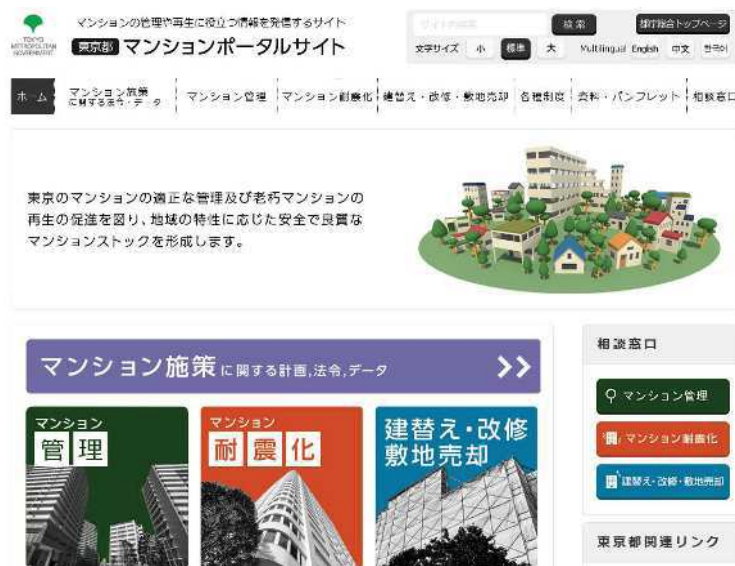 マンションの管理や再生に役立つ情報を発信するサイト
TOKYO
METROPOLITAN
GOVERNMENT
東京都 マンションポータルサイト
検索
都庁総合トップページ
文字サイズ 小 標準 大 Multilingual English 中文 한국어
ホーム
マンション施策
に関する法令・データ
マンション管理
マンション耐震化
建替え・改修・敷地売却
各種制度
資料・パンフレット
相談窓口
東京のマンションの適正な管理及び老朽マンションの
再生の促進を図り、地域の特性に応じた安全で良質な
マンションストックを形成します。
マンション施策に関する計画,法令,データ
マンション
管理
マンション
耐震化
建替え・改修
敷地売却
相談窓口
マンション管理
マンション耐震化
建替え・改修・敷地売却
東京都関連リンク